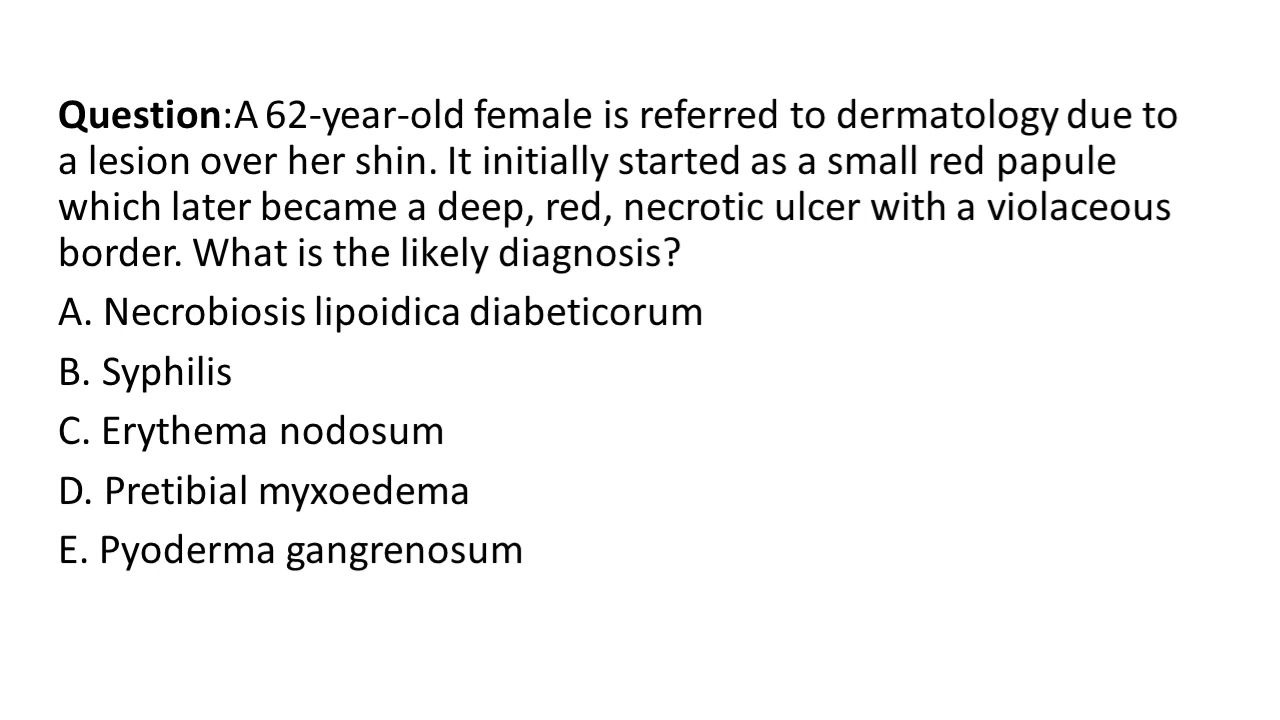 Question:A 62-year-old female is referred to dermatology due to
a lesion over her shin. It initially started as a small red papule
which later became a deep, red, necrotic ulcer with a violaceous
border. What is the likely diagnosis?
A. Necrobiosis lipoidica diabeticorum
B. Syphilis
C. Erythema nodosum
D. Pretibial myxoedema
E. Pyoderma gangrenosum